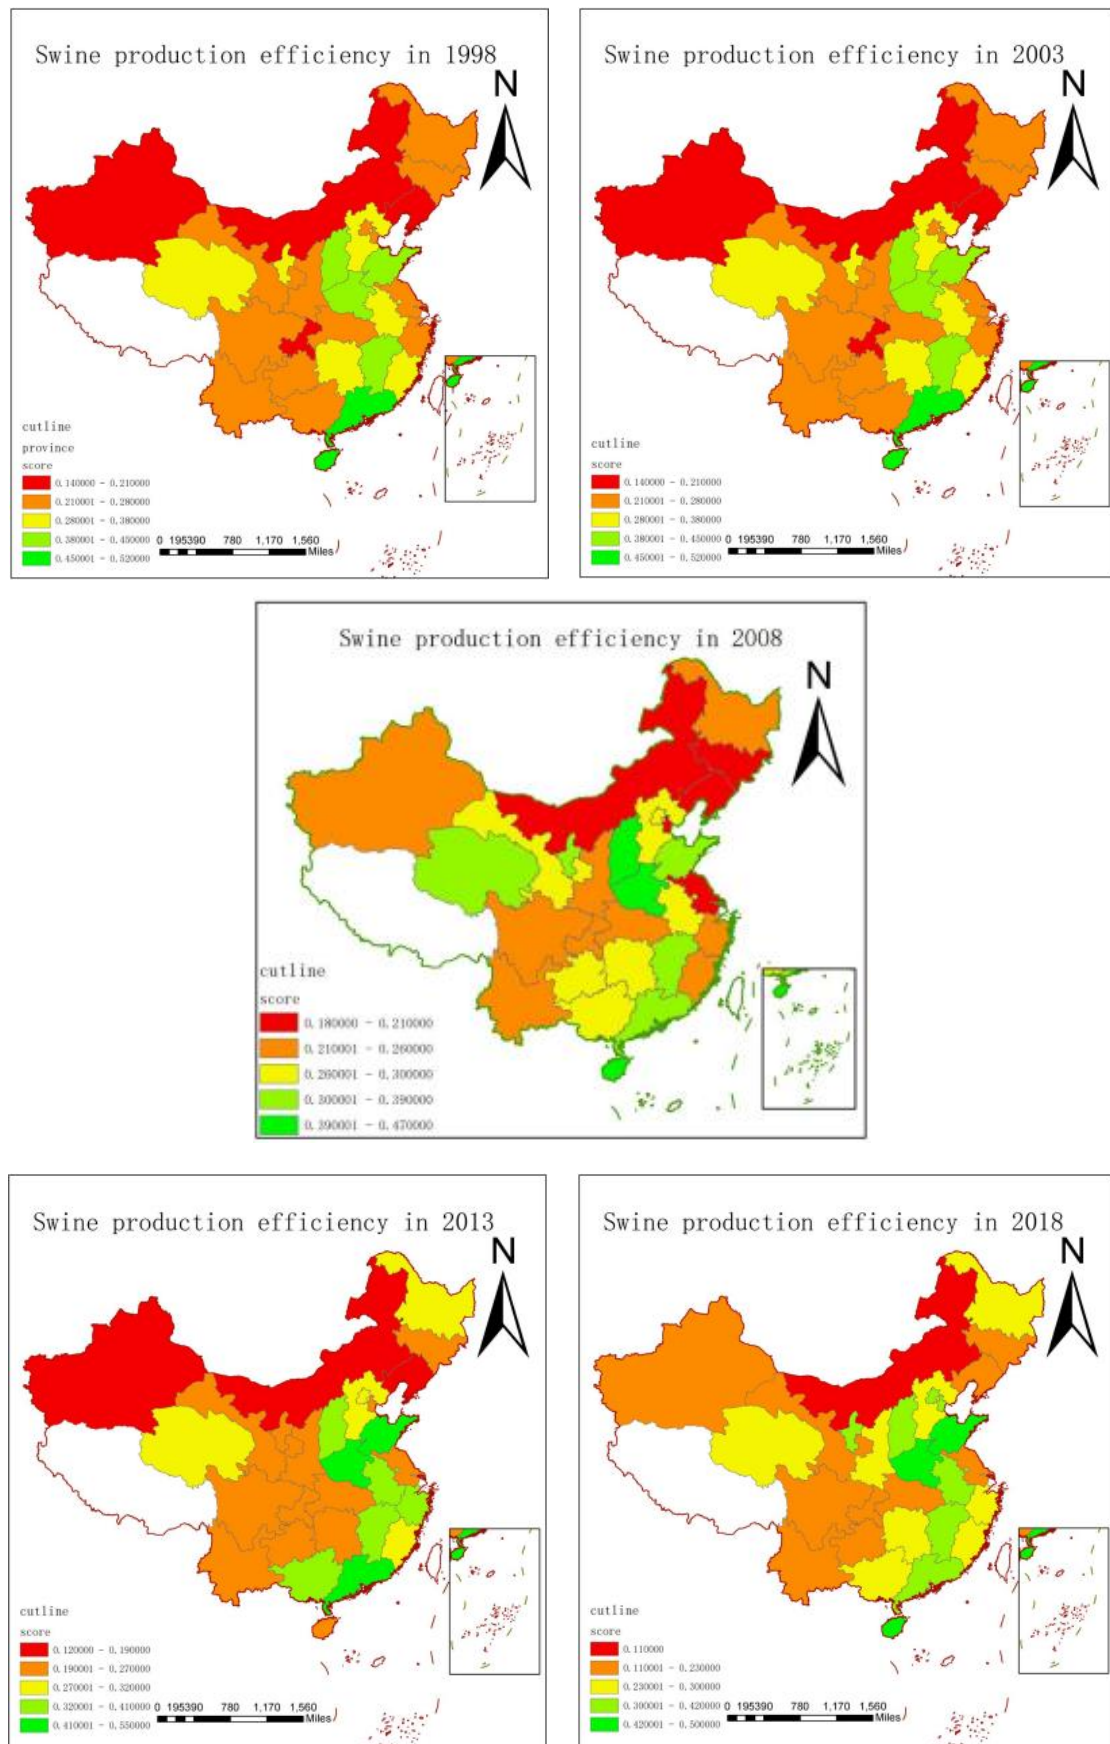 Swine production efficiency in 1998
N
cutline
province
score
0.140000 - 0.210000
0.210001 - 0.280000
0.280001 - 0.380000
0.380001 - 0.450000
0.450001 - 0.520000
0 195390 780 1,170 1,560
Miles
Swine production efficiency in 2003
N
cutline
score
0.140000 - 0.210000
0.210001 - 0.280000
0.280001 - 0.380000
0.380001 - 0.450000
0.450001 - 0.520000
0 195390 780 1,170 1,560
Miles
Swine production efficiency in 2008
N
cutline
score
0.180000 - 0.210000
0.210001 - 0.260000
0.260001 - 0.300000
0.300001 - 0.390000
0.390001 - 0.470000
Swine production efficiency in 2013
N
cutline
score
0.120000 - 0.190000
0.190001 - 0.270000
0.270001 - 0.320000
0.320001 - 0.410000
0.410001 - 0.550000
0 195390 780 1,170 1,560
Miles
Swine production efficiency in 2018
N
cutline
score
0.110000
0.110001 - 0.230000
0.230001 - 0.300000
0.300001 - 0.420000
0.420001 - 0.500000
0 195390 780 1,170 1,560
Miles